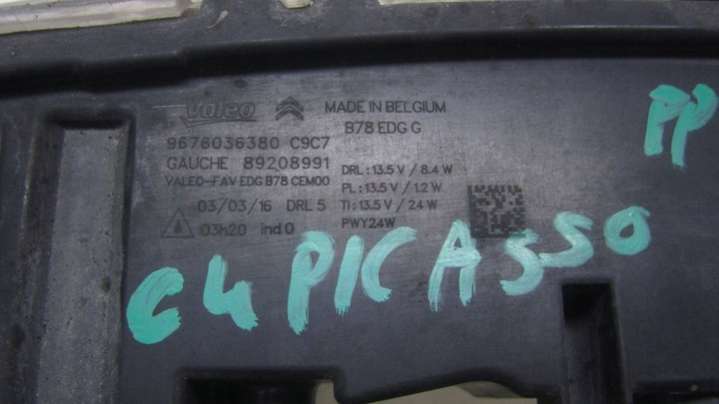 Valeo MADE IN BELGIUM
B78 EDG G
9676036380 C9C7
GAUCHE 89208991
VALEO-FAV EDG B78 CEM00
DRL : 13.5 V / 8.4 W
PL : 13.5 V / 1.2 W
TI : 13.5 V / 24 W
PWY24W
03/03/16 DRL 5
03h20 ind 0
C4 PICASSO
PP